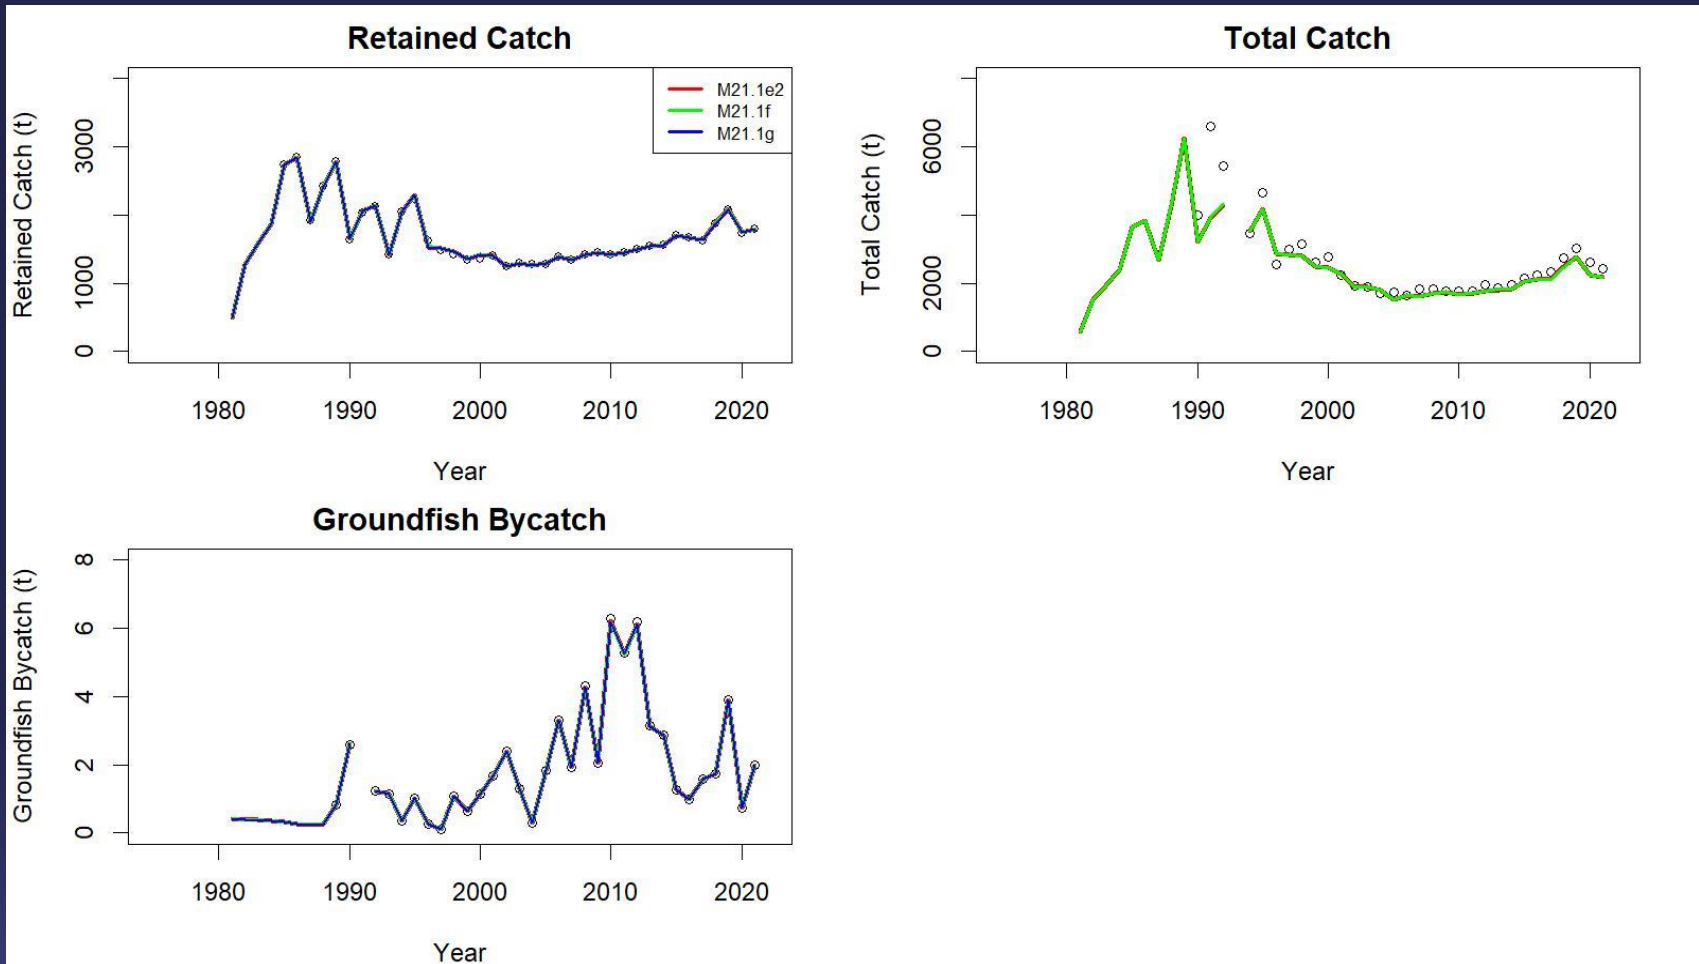 Retained Catch
Retained Catch (t)
3000
1000
0
M21.1e2
M21.1f
M21.1g
1980 1990 2000 2010 2020
Year
Total Catch
Total Catch (t)
6000
2000
0
1980 1990 2000 2010 2020
Year
Groundfish Bycatch
Groundfish Bycatch (t)
8
6
4
2
0
1980 1990 2000 2010 2020
Year